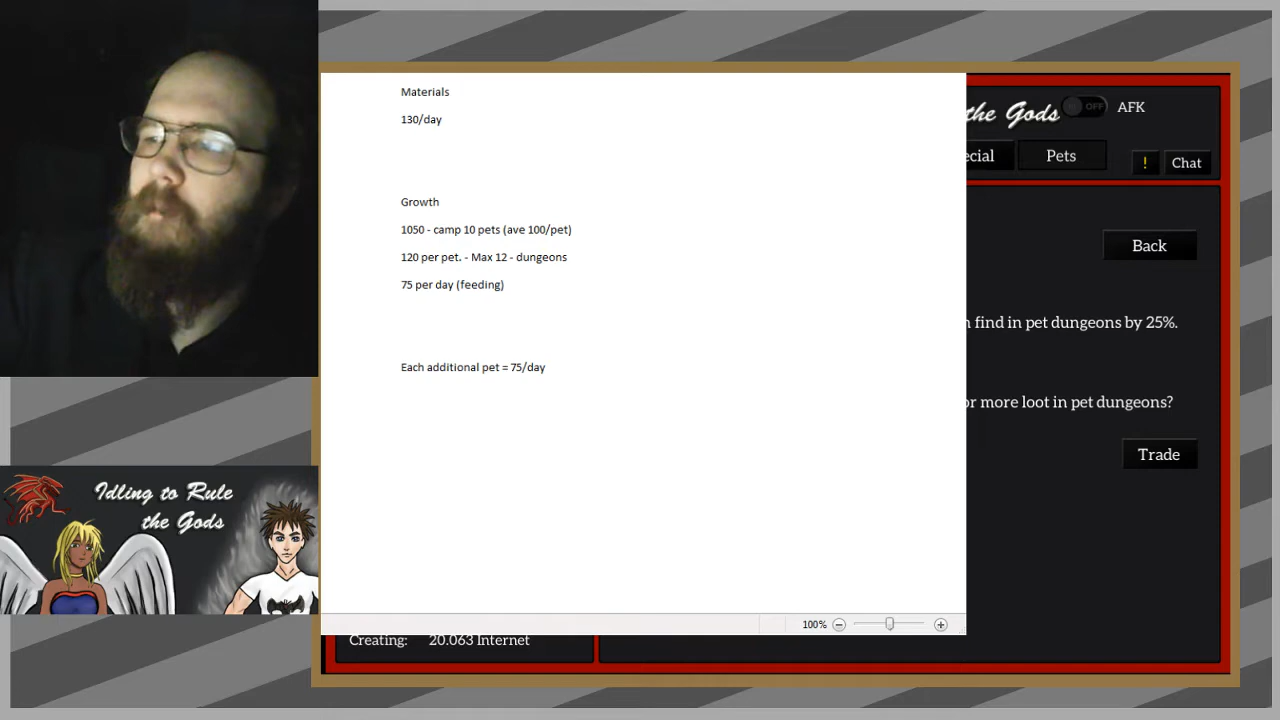 Materials
130/day
Growth
1050 - camp 10 pets (ave 100/pet)
120 per pet. - Max 12 - dungeons
75 per day (feeding)
Each additional pet = 75/day
100%
the Gods
OFF
AFK
ecial
Pets
!
Chat
Back
n find in pet dungeons by 25%.
or more loot in pet dungeons?
Trade
Creating: 20.063 Internet
Idling to Rule
the Gods